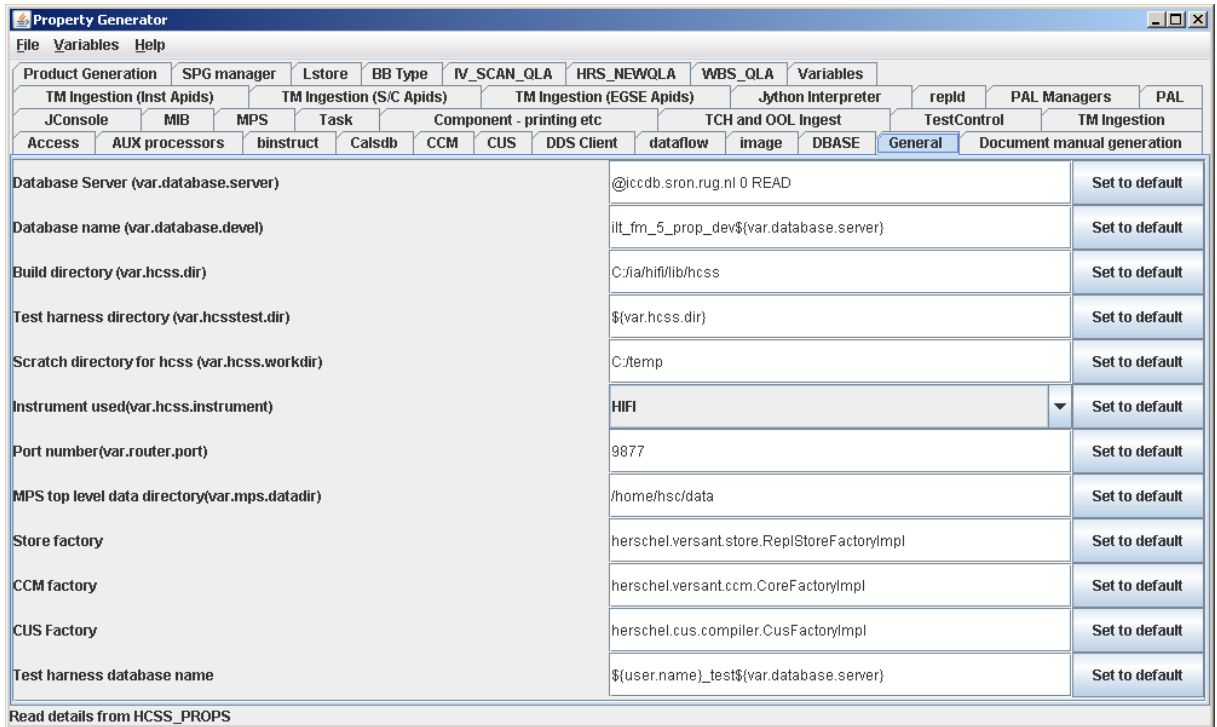 Property Generator
File Variables Help
Product Generation SPG manager Lstore BB Type IV_SCAN_QLA HRS_NEWQLA WBS_QLA Variables
TM Ingestion (Inst Apids) TM Ingestion (S/C Apids) TM Ingestion (EGSE Apids) Jython Interpreter repId PAL Managers PAL
JConsole MIB MPS Task Component - printing etc TCH and OOL Ingest TestControl TM Ingestion
Access AUX processors binstruct Calsdb CCM CUS DDS Client dataflow image DBASE General Document manual generation
Database Server (var.database.server) @iccdb.sron.rug.nl 0 READ Set to default
Database name (var.database.devel) ilt_fm_5_prop_dev${var.database.server} Set to default
Build directory (var.hcss.dir) C:/ia/hifi/lib/hcss Set to default
Test harness directory (var.hcsstest.dir) ${var.hcss.dir} Set to default
Scratch directory for hcss (var.hcss.workdir) C:/temp Set to default
Instrument used(var.hcss.instrument) HIFI Set to default
Port number(var.router.port) 9877 Set to default
MPS top level data directory(var.mps.datadir) /home/hsc/data Set to default
Store factory herschel.versant.store.ReplStoreFactoryImpl Set to default
CCM factory herschel.versant.ccm.CoreFactoryImpl Set to default
CUS Factory herschel.cus.compiler.CusFactoryImpl Set to default
Test harness database name ${user.name}_test${var.database.server} Set to default
Read details from HCSS_PROPS